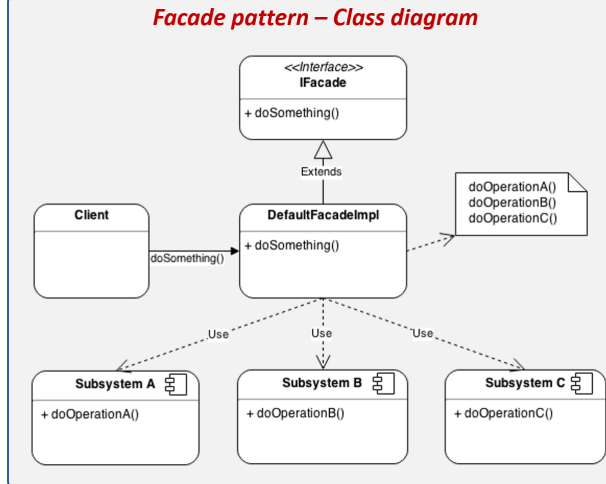 Facade pattern – Class diagram
<<Interface>>
IFacade
+ doSomething()
Extends
doOperationA()
doOperationB()
doOperationC()
Client
DefaultFacadeImpl
+ doSomething()
doSomething()
Use
Use
Use
Subsystem A
+ doOperationA()
Subsystem B
+ doOperationB()
Subsystem C
+ doOperationC()